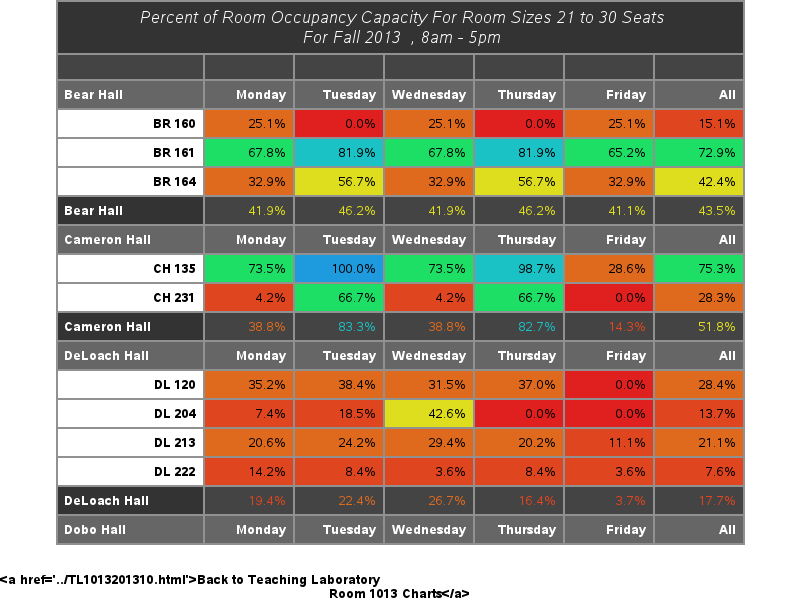 Percent of Room Occupancy Capacity For Room Sizes 21 to 30 Seats
For Fall 2013 , 8am - 5pm
Bear Hall Monday Tuesday Wednesday Thursday Friday All
BR 160 25.1% 0.0% 25.1% 0.0% 25.1% 15.1%
BR 161 67.8% 81.9% 67.8% 81.9% 65.2% 72.9%
BR 164 32.9% 56.7% 32.9% 56.7% 32.9% 42.4%
Bear Hall 41.9% 46.2% 41.9% 46.2% 41.1% 43.5%
Cameron Hall Monday Tuesday Wednesday Thursday Friday All
CH 135 73.5% 100.0% 73.5% 98.7% 28.6% 75.3%
CH 231 4.2% 66.7% 4.2% 66.7% 0.0% 28.3%
Cameron Hall 38.8% 83.3% 38.8% 82.7% 14.3% 51.8%
DeLoach Hall Monday Tuesday Wednesday Thursday Friday All
DL 120 35.2% 38.4% 31.5% 37.0% 0.0% 28.4%
DL 204 7.4% 18.5% 42.6% 0.0% 0.0% 13.7%
DL 213 20.6% 24.2% 29.4% 20.2% 11.1% 21.1%
DL 222 14.2% 8.4% 3.6% 8.4% 3.6% 7.6%
DeLoach Hall 19.4% 22.4% 26.7% 16.4% 3.7% 17.7%
Dobo Hall Monday Tuesday Wednesday Thursday Friday All
<a href='../TL1013201310.html'>Back to Teaching Laboratory
Room 1013 Charts</a>